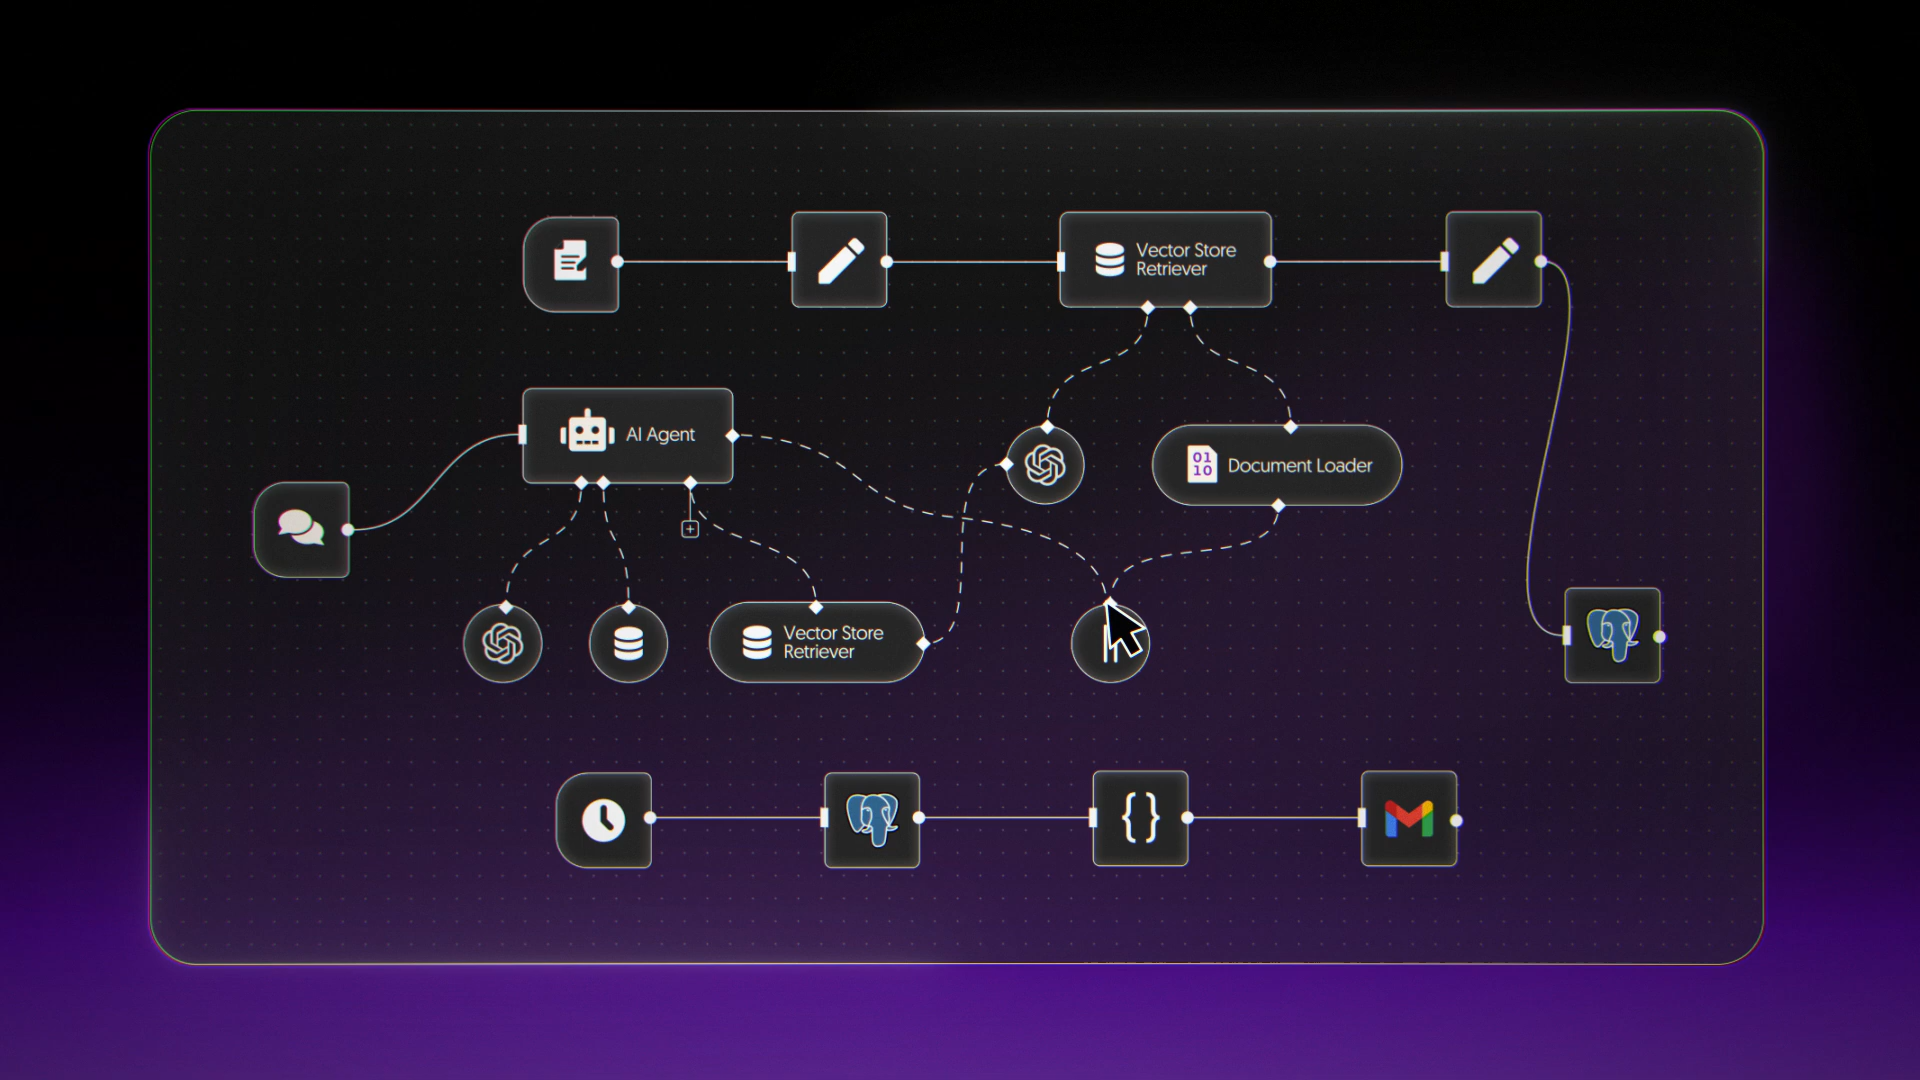 Vector Store
Retriever
AI Agent
01
10
Document Loader
Vector Store
Retriever
{}